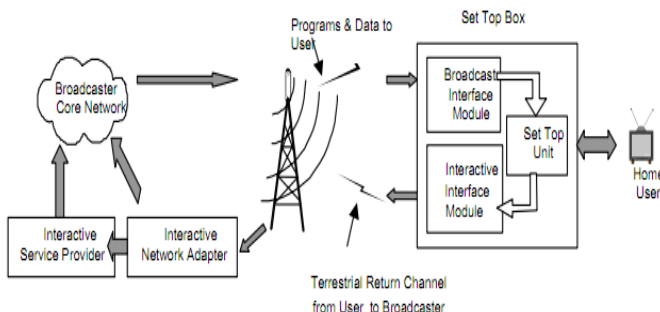 Programs & Data to
User
Set Top Box
Broadcaster
Core Network
Broadcast
Interface
Module
Set Top
Unit
Interactive
Interface
Module
Home
User
Interactive
Service Provider
Interactive
Network Adapter
Terrestrial Return Channel
from User to Broadcaster